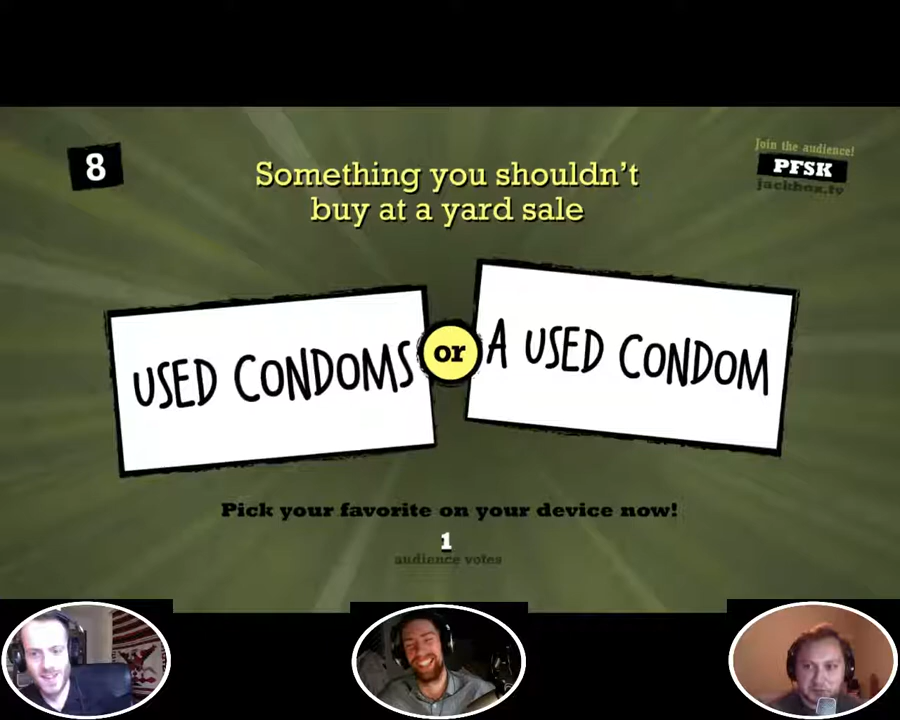 8
Something you shouldn't
buy at a yard sale
Join the audience!
PFSK
jackbox.tv
USED CONDOMS
or
A USED CONDOM
Pick your favorite on your device now!
1
audience votes